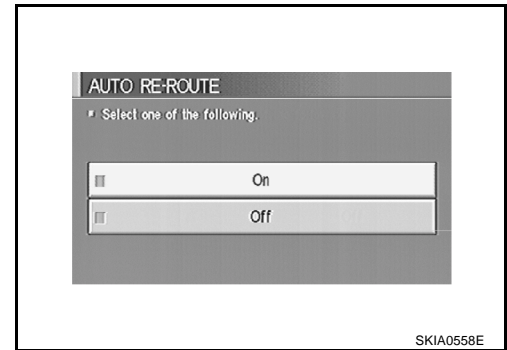 AUTO RE-ROUTE
Select one of the following.
On
Off
SKIA0558E